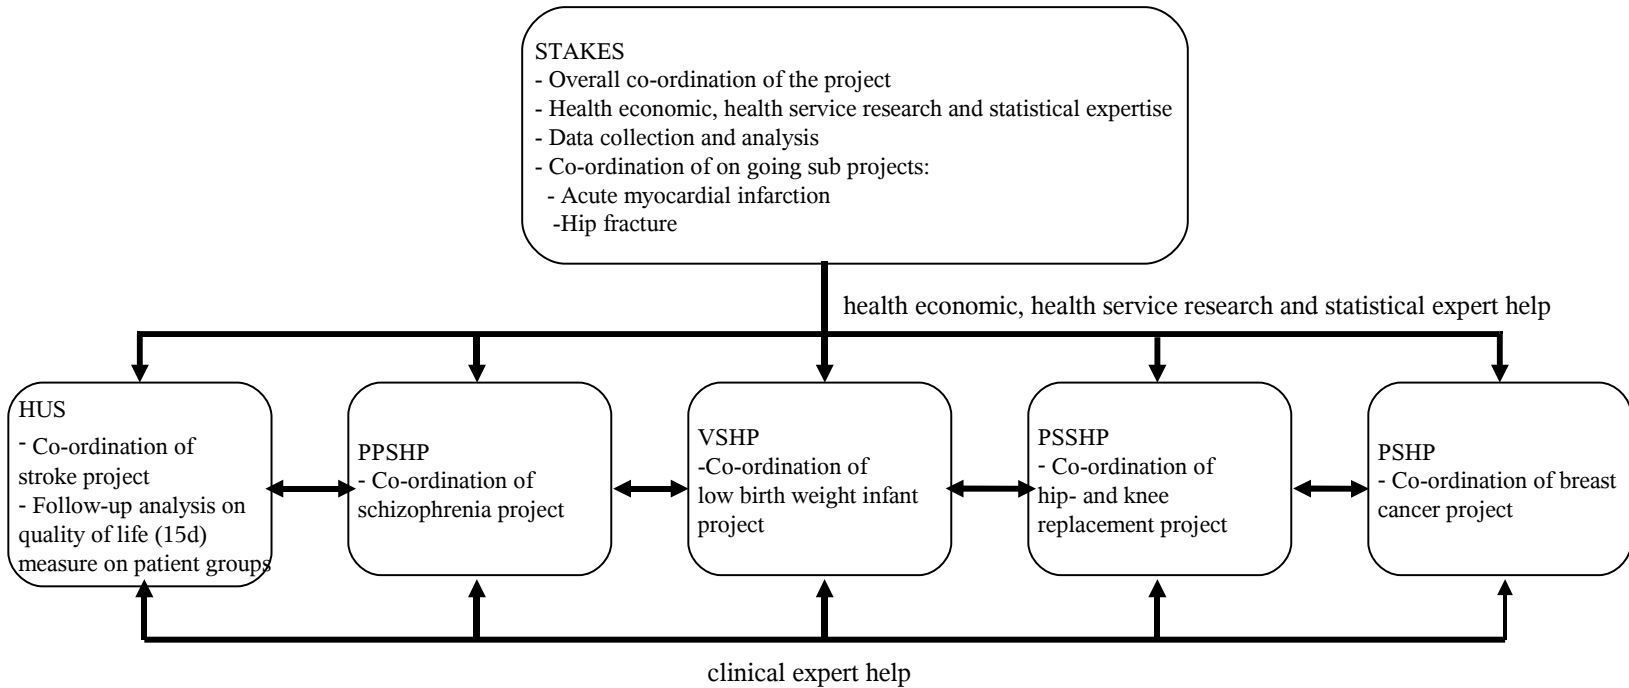 STAKES
- Overall co-ordination of the project
- Health economic, health service research and statistical expertise
- Data collection and analysis
- Co-ordination of on going sub projects:
- Acute myocardial infarction
-Hip fracture
health economic, health service research and statistical expert help
HUS
- Co-ordination of
stroke project
- Follow-up analysis on
quality of life (15d)
measure on patient groups
PPSHP
- Co-ordination of
schizophrenia project
VSHP
-Co-ordination of
low birth weight infant
project
PSSHP
- Co-ordination of
hip- and knee
replacement project
PSHP
- Co-ordination of breast
cancer project
clinical expert help